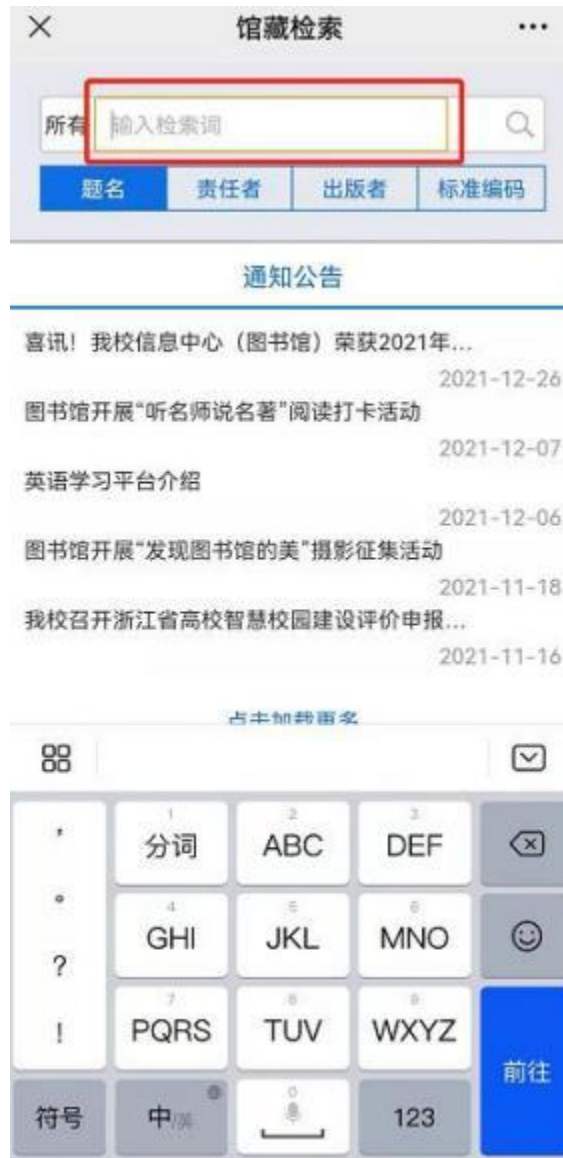 馆藏检索
所有 输入检索词
题名 责任者 出版者 标准编码
通知公告
喜讯！我校信息中心（图书馆）荣获2021年...
2021-12-26
图书馆开展“听名师说名著”阅读打卡活动
2021-12-07
英语学习平台介绍
2021-12-06
图书馆开展“发现图书馆的美”摄影征集活动
2021-11-18
我校召开浙江省高校智慧校园建设评价申报...
2021-11-16
点击加载更多
， 1 分词 2 ABC 3 DEF
。 4 GHI 5 JKL 6 MNO
？
！ 7 PQRS 8 TUV 9 WXYZ 前往
符号 中/英 0 123